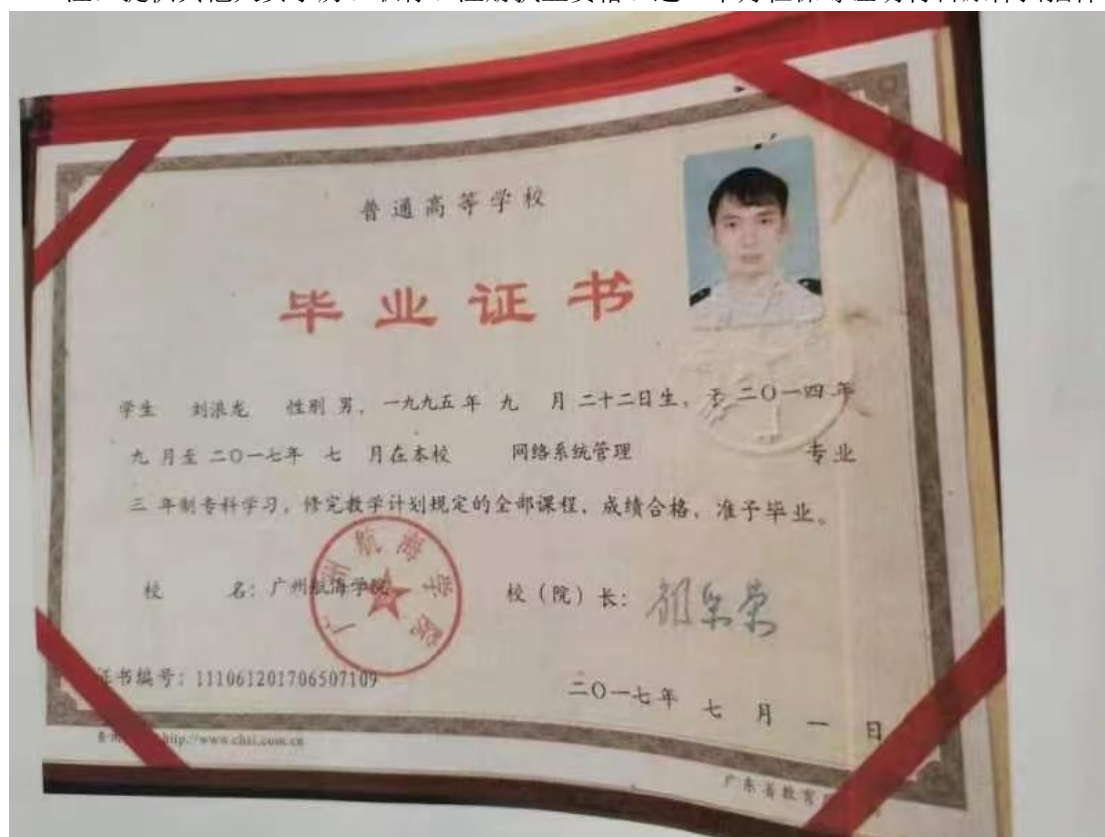 普通高等学校
毕业证书
学生 刘浪龙 性别 男，一九九五年 九 月 二十二日生，于 二〇一四年
九 月至 二〇一七年 七 月在本校 网络系统管理 专业
三 年制专科学习，修完教学计划规定的全部课程，成绩合格，准予毕业。
校 名：广州航海学院 校（院）长：
广州航海学院
证书编号：111061201706507109
二〇一七年 七 月 一 日
http://www.chsi.com.cn
广东省教育